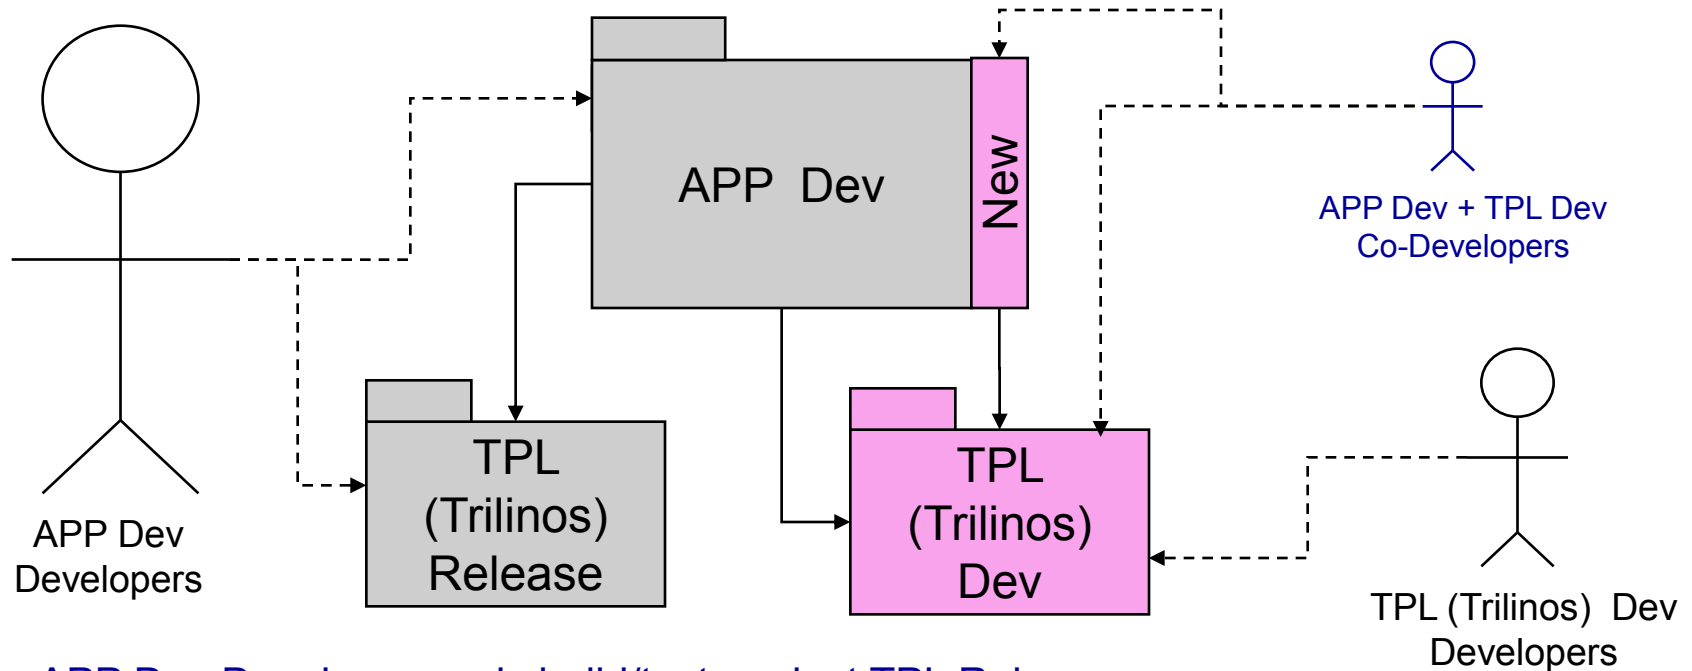 APP Dev
New
APP Dev + TPL Dev
Co-Developers
TPL
(Trilinos)
Release
TPL
(Trilinos)
Dev
APP Dev
Developers
TPL (Trilinos) Dev
Developers